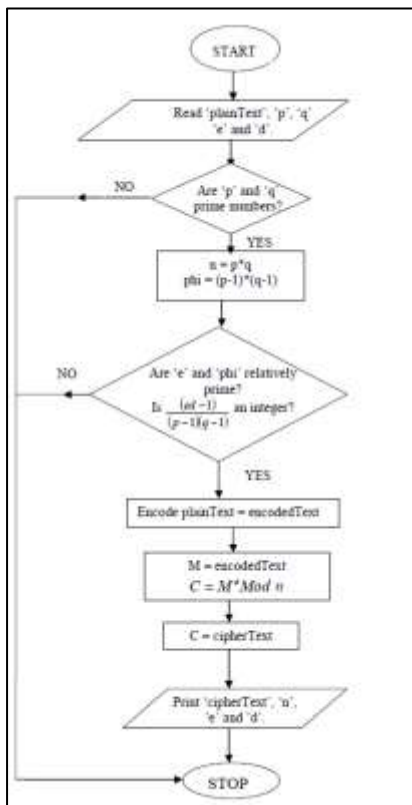 START
Read ‘plainText’, ‘p’, ‘q’
‘e’ and ‘d’.
NO
Are ‘p’ and ‘q’
prime numbers?
YES
n = p*q
phi = (p-1)*(q-1)
NO
Are ‘e’ and ‘phi’ relatively
prime?
Is (ed−1)/(p−1)(q−1) an integer?
YES
Encode plainText = encodedText
M = encodedText
C = Mᵉ Mod n
C = cipherText
Print ‘cipherText’, ‘n’,
‘e’ and ‘d’.
STOP